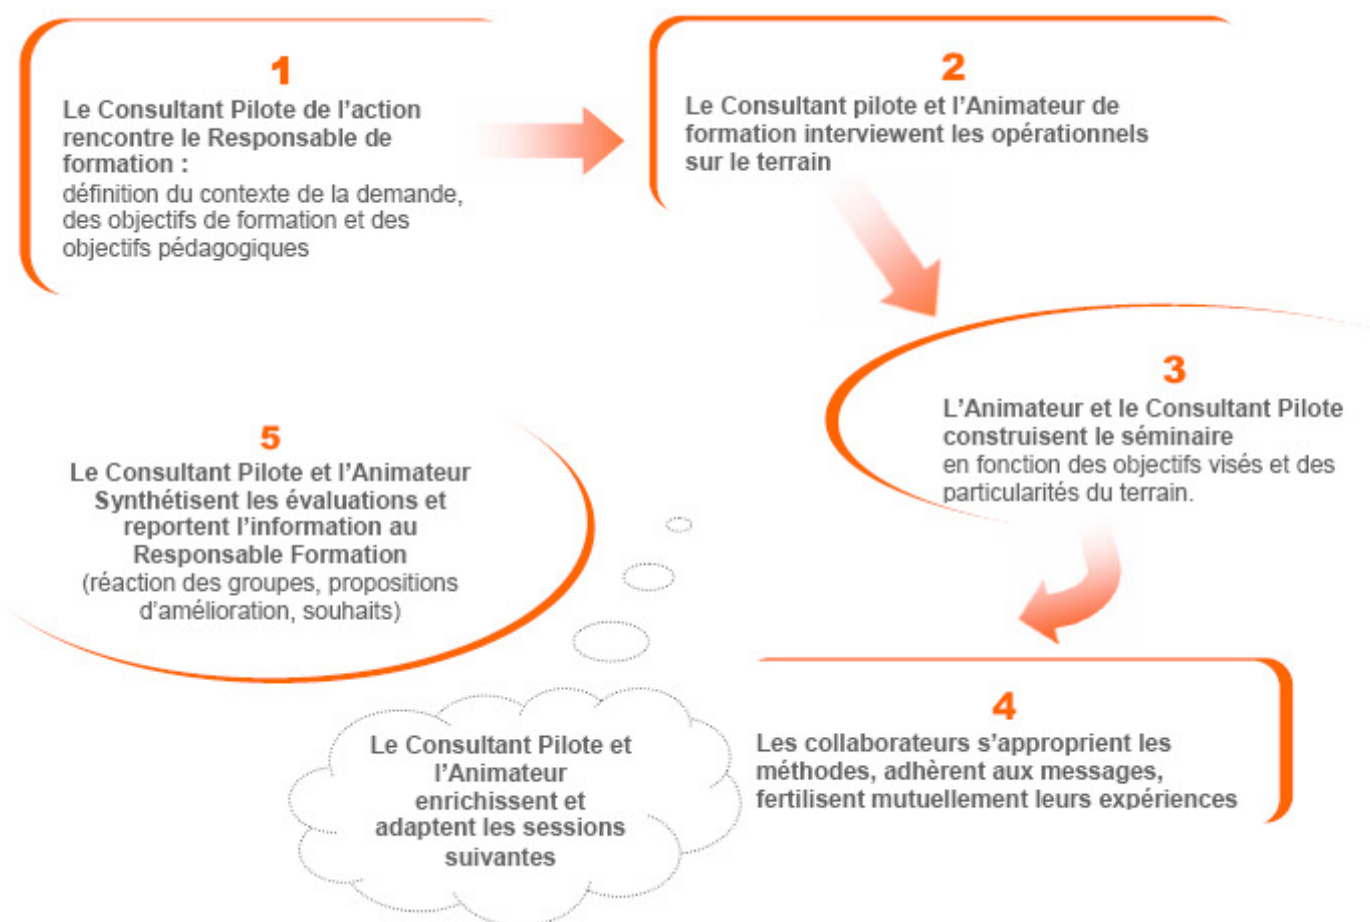 1
Le Consultant Pilote de l'action
rencontre le Responsable de
formation :
définition du contexte de la demande,
des objectifs de formation et des
objectifs pédagogiques
2
Le Consultant pilote et l'Animateur de
formation interviewent les opérationnels
sur le terrain
3
L'Animateur et le Consultant Pilote
construisent le séminaire
en fonction des objectifs visés et des
particularités du terrain.
4
Les collaborateurs s'approprient les
méthodes, adhèrent aux messages,
fertilisent mutuellement leurs expériences
5
Le Consultant Pilote et l'Animateur
Synthétisent les évaluations et
reportent l'information au
Responsable Formation
(réaction des groupes, propositions
d'amélioration, souhaits)
Le Consultant Pilote et
l'Animateur
enrichissent et
adaptent les sessions
suivantes